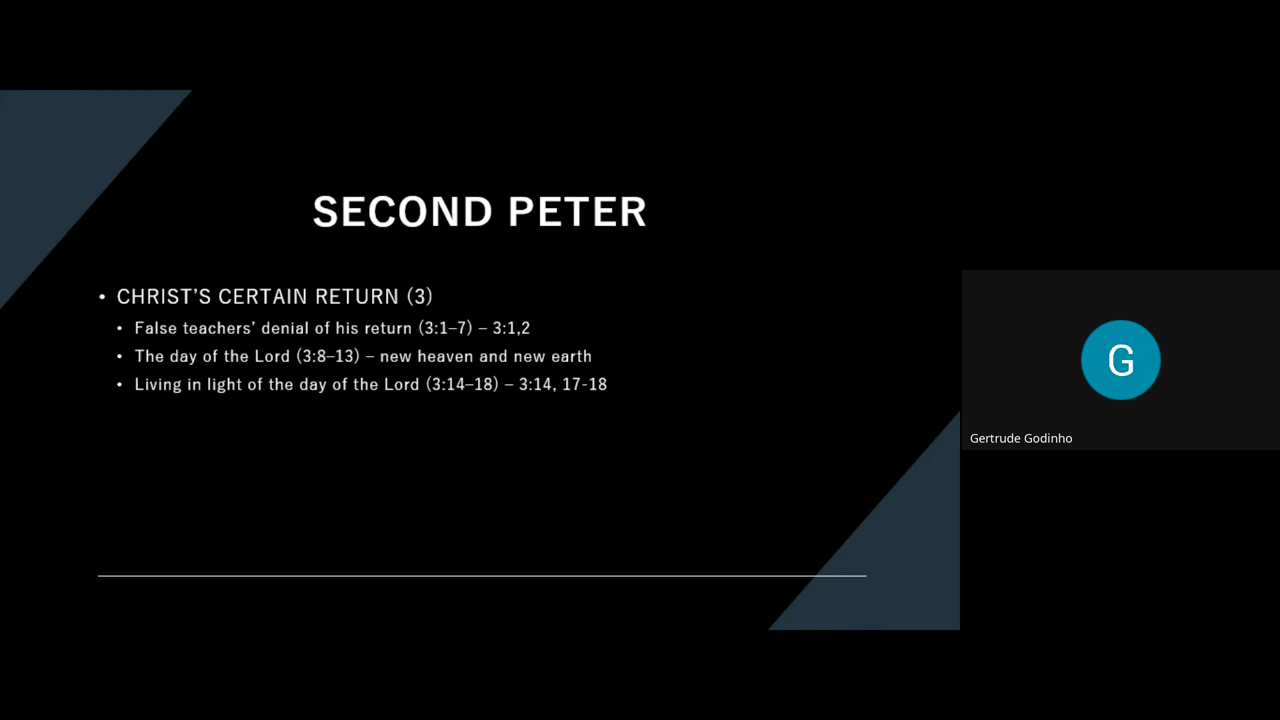 SECOND PETER
• CHRIST’S CERTAIN RETURN (3)
• False teachers’ denial of his return (3:1–7) – 3:1,2
• The day of the Lord (3:8–13) – new heaven and new earth
• Living in light of the day of the Lord (3:14–18) – 3:14, 17-18
G
Gertrude Godinho